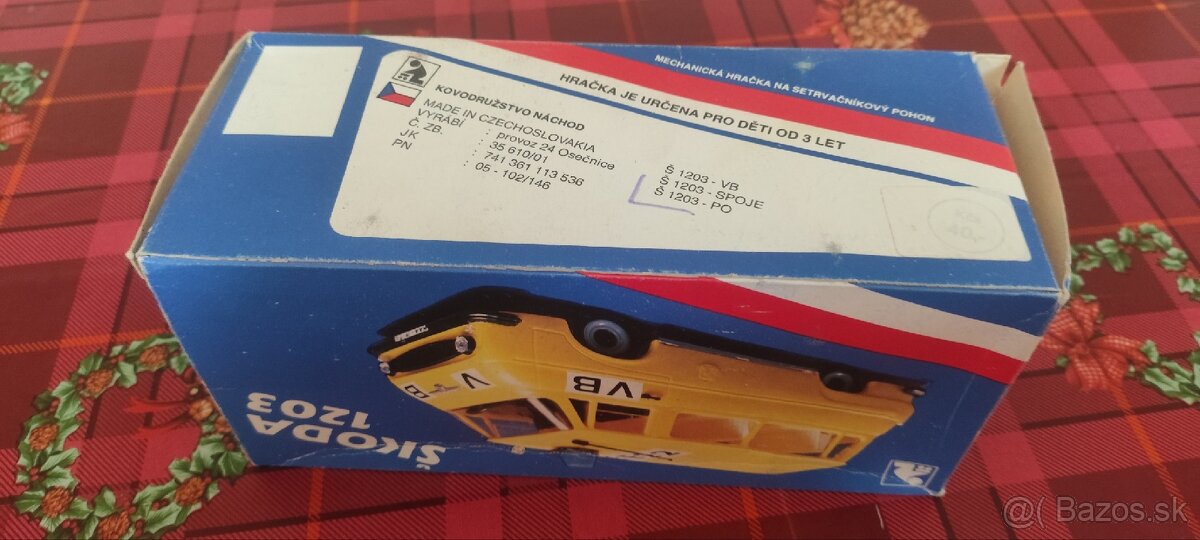 MECHANICKÁ HRAČKA NA SETRVAČNÍKOVÝ POHON
HRAČKA JE URČENA PRO DĚTI OD 3 LET
KOVODRUŽSTVO NÁCHOD
MADE IN CZECHOSLOVAKIA
VYRÁBÍ : provoz 24 Osečnice
Č. ZB. : 35 610/01
JK : 741 361 113 536
PN : 05 - 102/146
Š 1203 - VB
Š 1203 - SPOJE
Š 1203 - PO
Kčs
40,-
VB
V
B
ŠKODA
1203
@( Bazos.sk